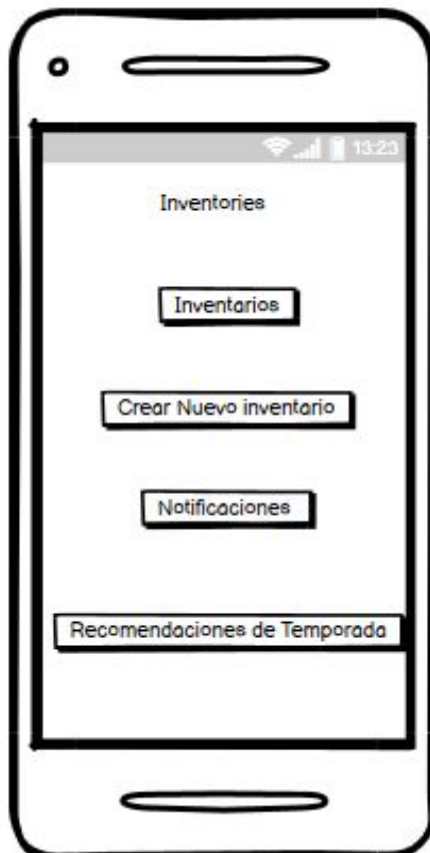 13:23
Inventories
Inventarios
Crear Nuevo inventario
Notificaciones
Recomendaciones de Temporada